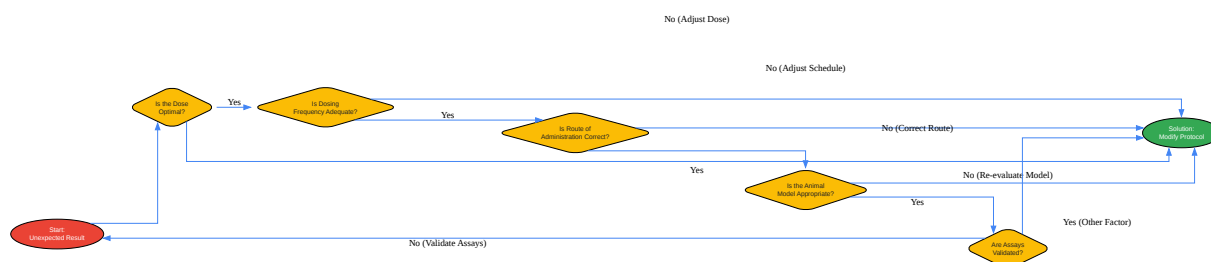 No (Adjust Dose)
No (Adjust Schedule)
Is the Dose
Optimal?
Yes
Is Dosing
Frequency Adequate?
Yes
Is Route of
Administration Correct?
No (Correct Route)
Solution:
Modify Protocol
Yes
Is the Animal
Model Appropriate?
No (Re-evaluate Model)
Yes
Yes (Other Factor)
Start:
Unexpected Result
No (Validate Assays)
Are Assays
Validated?